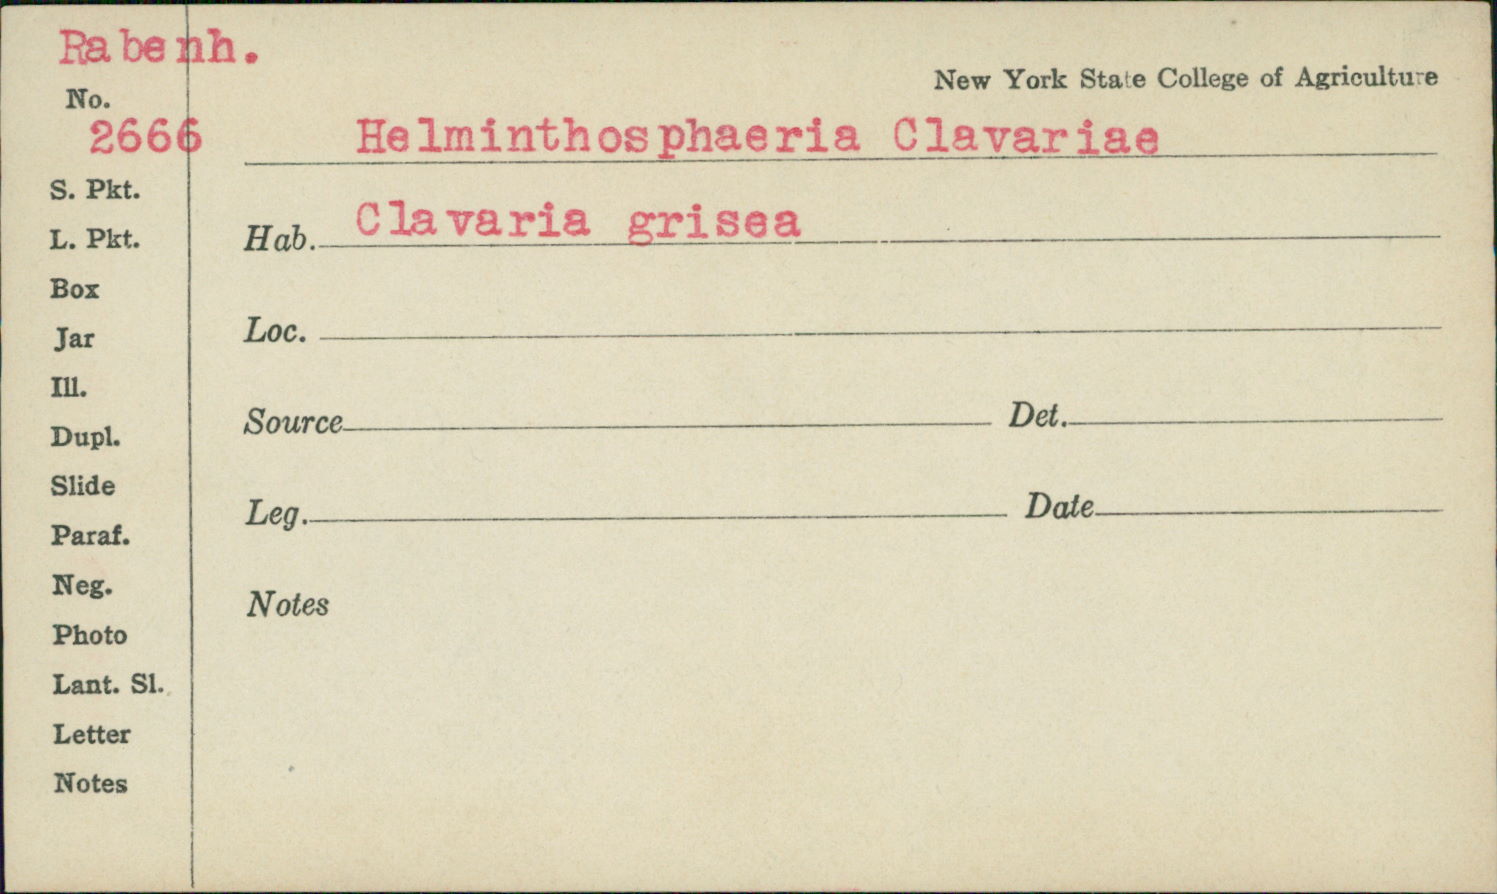 Rabenh.
New York State College of Agriculture
No.
2666
Helminthosphaeria Clavariae
S. Pkt.
Hab. Clavaria grisea
L. Pkt.
Box
Loc.
Jar
Ill.
Source Det.
Dupl.
Slide
Leg. Date
Paraf.
Neg.
Notes
Photo
Lant. Sl.
Letter
Notes